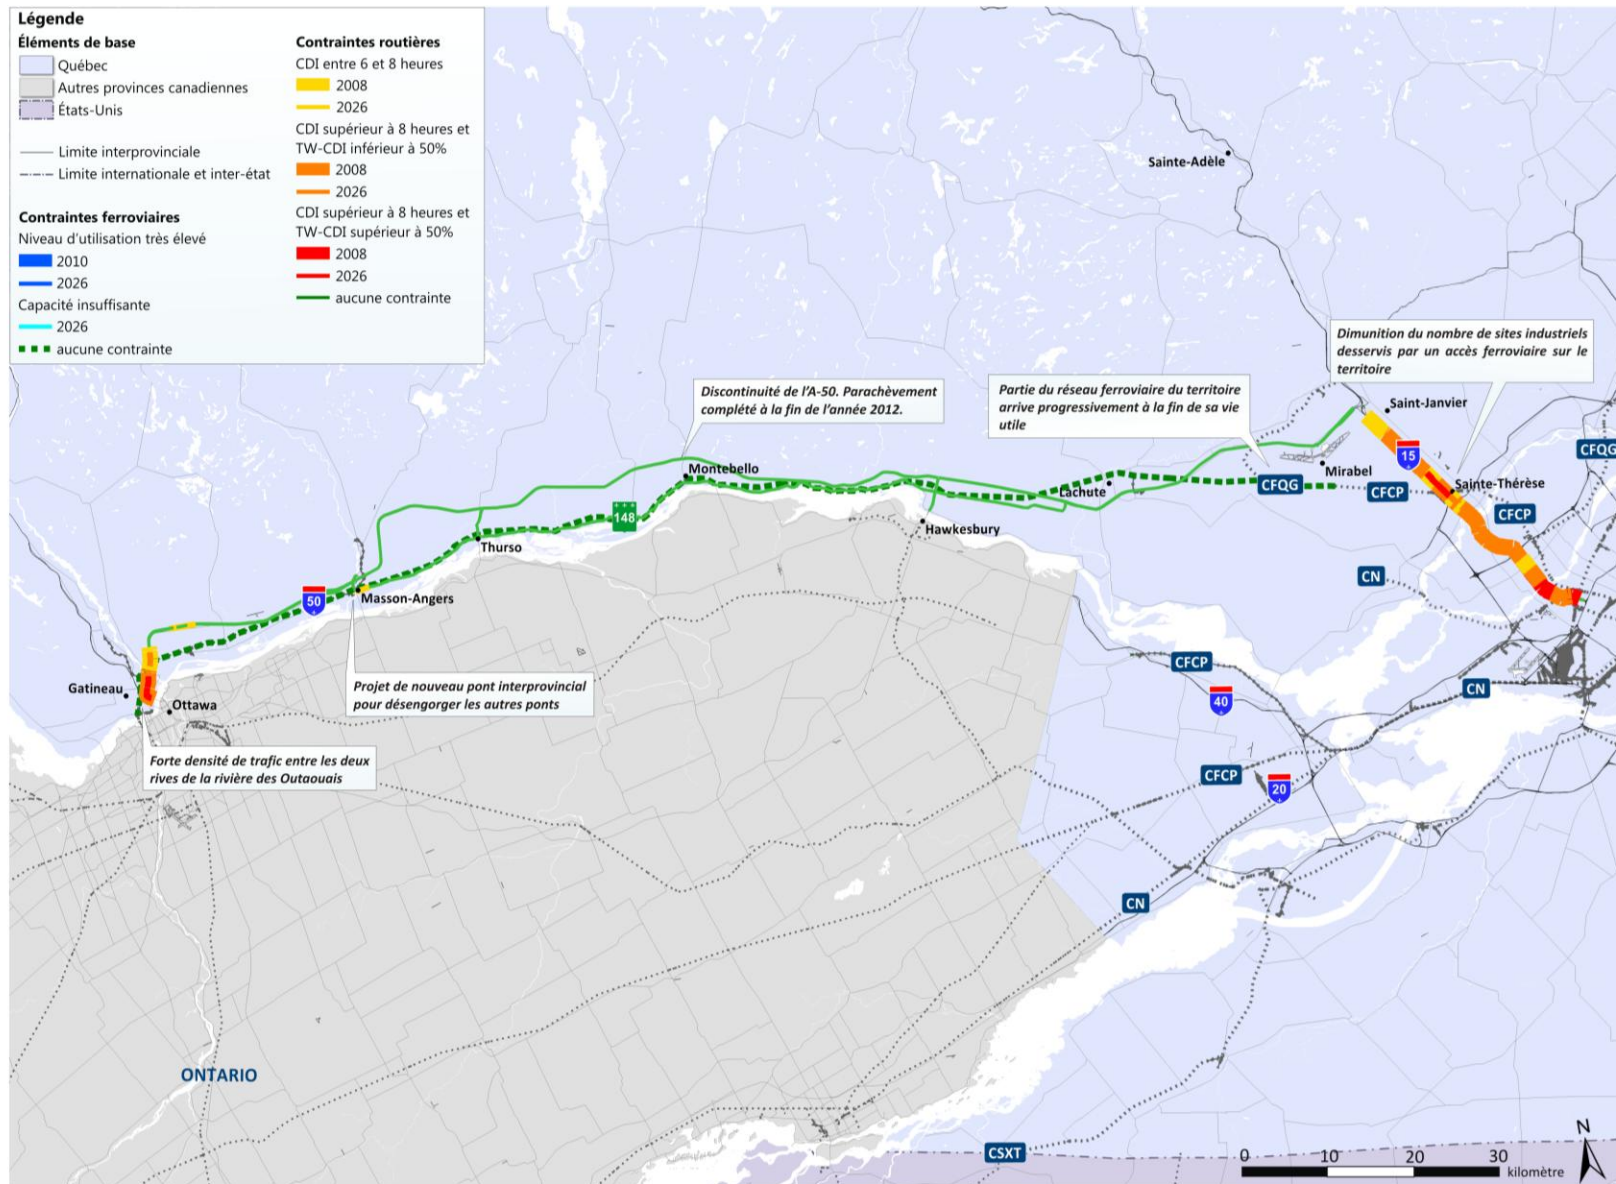 Légende
Éléments de base
Québec
Autres provinces canadiennes
États-Unis
Limite interprovinciale
Limite internationale et inter-état
Contraintes ferroviaires
Niveau d'utilisation très élevé
2010
2026
Capacité insuffisante
2026
aucune contrainte
Contraintes routières
CDI entre 6 et 8 heures
2008
2026
CDI supérieur à 8 heures et
TW-CDI inférieur à 50%
2008
2026
CDI supérieur à 8 heures et
TW-CDI supérieur à 50%
2008
2026
aucune contrainte
Sainte-Adèle
Dimunition du nombre de sites industriels
desservis par un accès ferroviaire sur le
territoire
Discontinuité de l'A-50. Parachèvement
complété à la fin de l'année 2012.
Partie du réseau ferroviaire du territoire
arrive progressivement à la fin de sa vie
utile
Saint-Janvier
15
CFQG
Montebello
Mirabel
Lachute
CFQG
CFCP
Sainte-Thérèse
CFCP
148
Hawkesbury
Thurso
CN
50
Masson-Angers
CFCP
Gatineau
Ottawa
Projet de nouveau pont interprovincial
pour désengorger les autres ponts
CN
40
Forte densité de trafic entre les deux
rives de la rivière des Outaouais
CFCP
20
CN
ONTARIO
CSXT
N
0 10 20 30
kilomètre